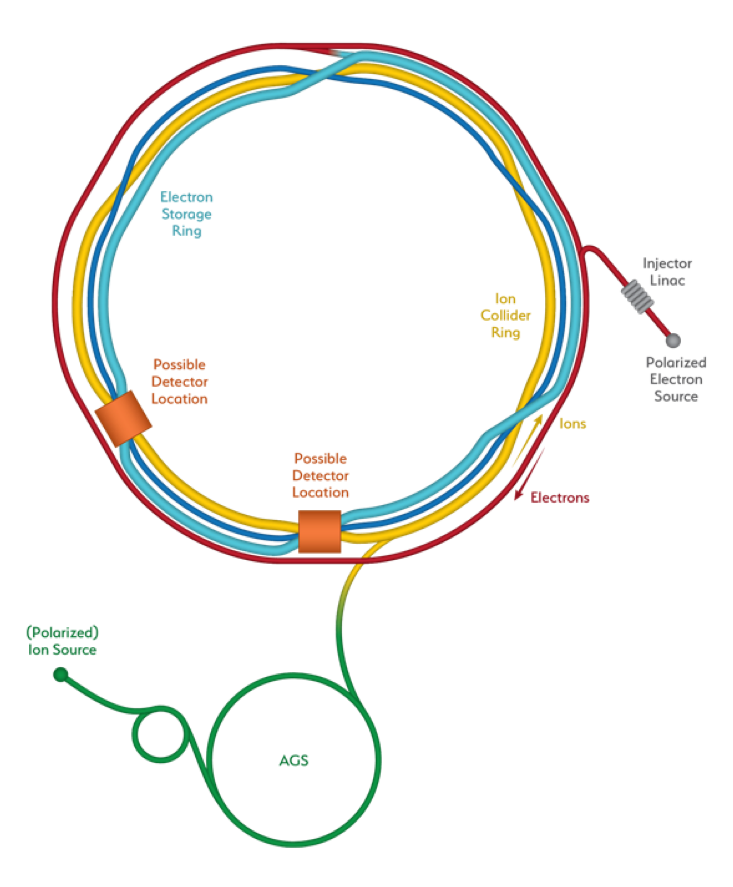 Electron
Storage
Ring
Injector
Linac
Ion
Collider
Ring
Polarized
Electron
Source
Possible
Detector
Location
Ions
Possible
Detector
Location
Electrons
(Polarized)
Ion Source
AGS